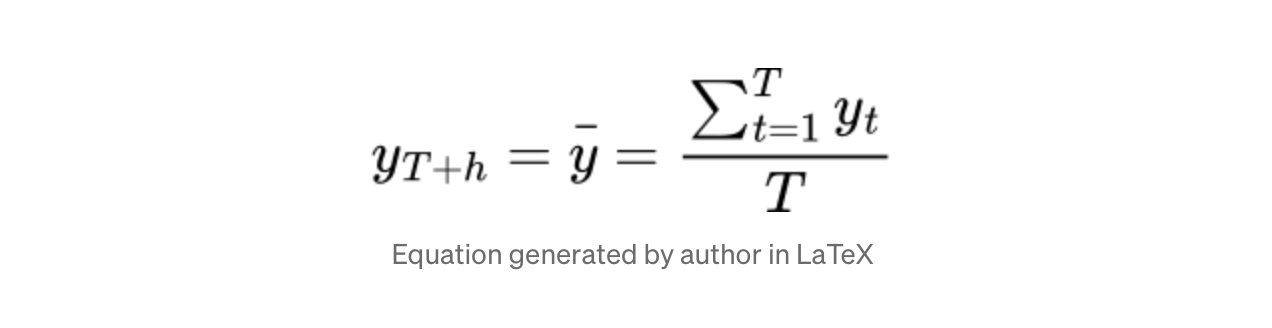 y_{T+h} = \bar{y} = \frac{\sum_{t=1}^{T} y_t}{T}
Equation generated by author in LaTeX